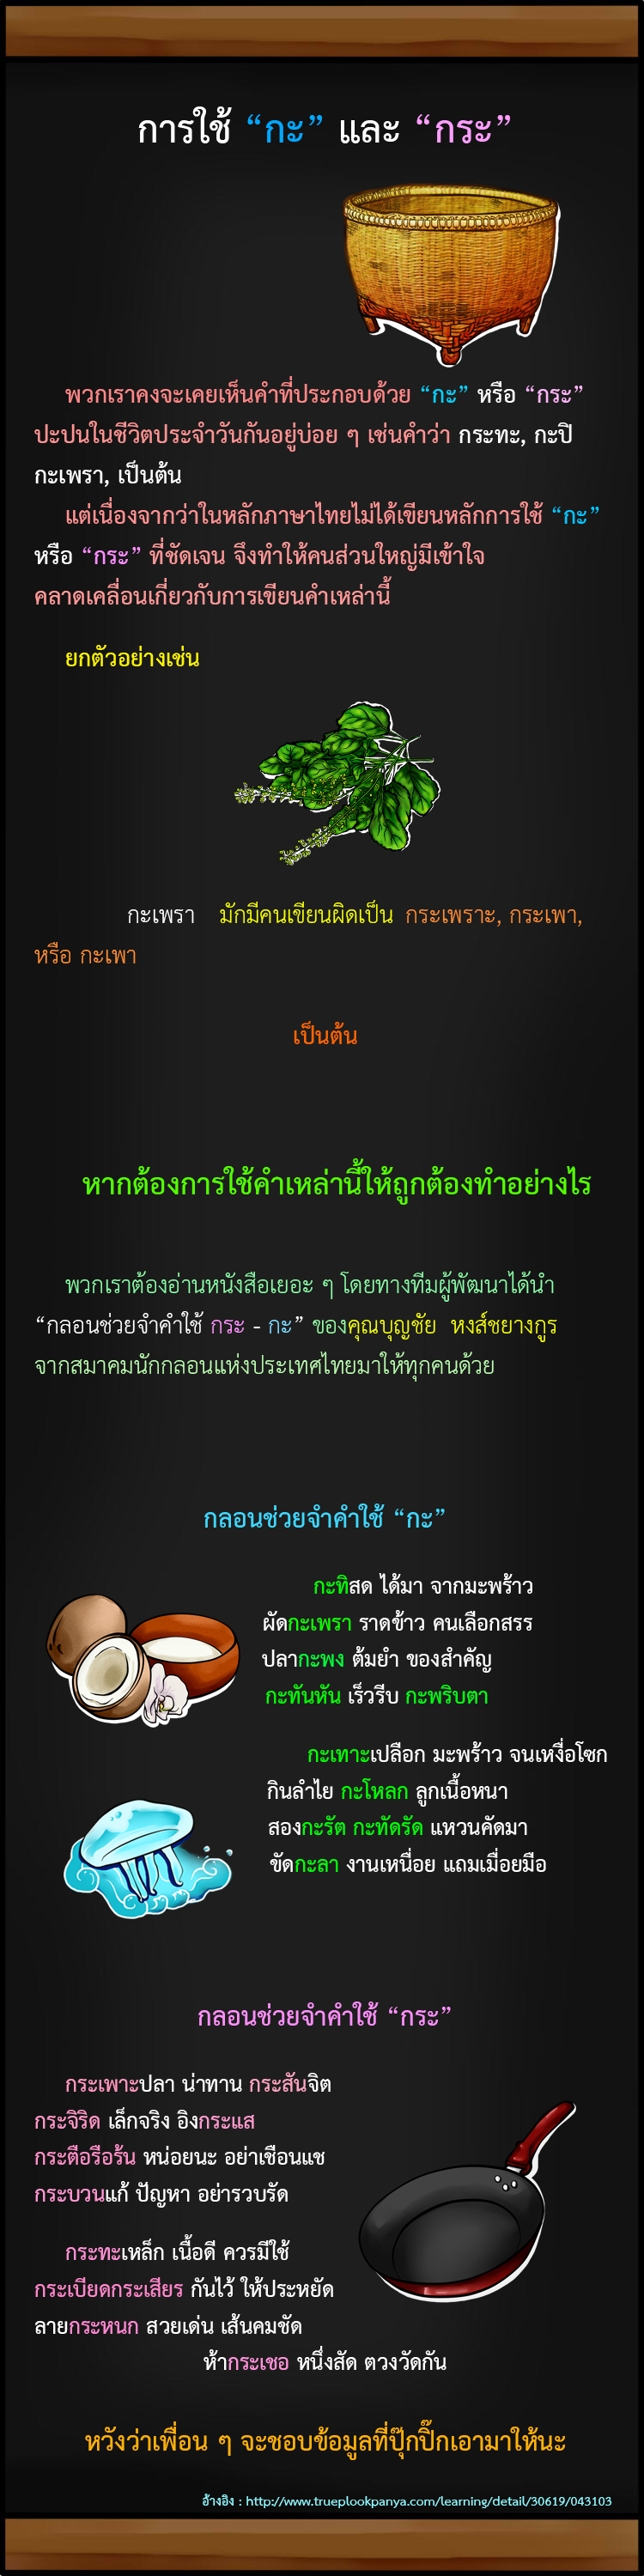 การใช้ “กะ” และ “กระ”
พวกเราคงจะเคยเห็นคำที่ประกอบด้วย “กะ” หรือ “กระ”
ปะปนในชีวิตประจำวันกันอยู่บ่อย ๆ เช่นคำว่า กระทะ, กะปิ
กะเพรา, เป็นต้น
แต่เนื่องจากว่าในหลักภาษาไทยไม่ได้เขียนหลักการใช้ “กะ”
หรือ “กระ” ที่ชัดเจน จึงทำให้คนส่วนใหญ่มีเข้าใจ
คลาดเคลื่อนเกี่ยวกับการเขียนคำเหล่านี้
ยกตัวอย่างเช่น
กะเพรา มักมีคนเขียนผิดเป็น กระเพราะ, กระเพา,
หรือ กะเพา
เป็นต้น
หากต้องการใช้คำเหล่านี้ให้ถูกต้องทำอย่างไร
พวกเราต้องอ่านหนังสือเยอะ ๆ โดยทางทีมผู้พัฒนาได้นำ
“กลอนช่วยจำคำใช้ กระ - กะ” ของคุณบุญชัย หงส์ชยางกูร
จากสมาคมนักกลอนแห่งประเทศไทยมาให้ทุกคนด้วย
กลอนช่วยจำคำใช้ “กะ”
กะทิสด ได้มา จากมะพร้าว
ผัดกะเพรา ราดข้าว คนเลือกสรร
ปลากะพง ต้มยำ ของสำคัญ
กะทันหัน เร็วรีบ กะพริบตา
กะเทาะเปลือก มะพร้าว จนเหงื่อโซก
กินลำไย กะโหลก ลูกเนื้อหนา
สองกะรัต กะทัดรัด แหวนคัดมา
ขัดกะลา งานเหนื่อย แถมเมื่อยมือ
กลอนช่วยจำคำใช้ “กระ”
กระเพาะปลา น่าทาน กระสันจิต
กระจิริด เล็กจริง อิงกระแส
กระตือรือร้น หน่อยนะ อย่าเชือนแช
กระบวนแก้ ปัญหา อย่ารวบรัด
กระทะเหล็ก เนื้อดี ควรมีใช้
กระเบียดกระเสียร กันไว้ ให้ประหยัด
ลายกระหนก สวยเด่น เส้นคมชัด
ห้ากระเชอ หนึ่งสัด ตวงวัดกัน
หวังว่าเพื่อน ๆ จะชอบข้อมูลที่ปุ๊กปิ๊กเอามาให้นะ
อ้างอิง : http://www.trueplookpanya.com/learning/detail/30619/043103